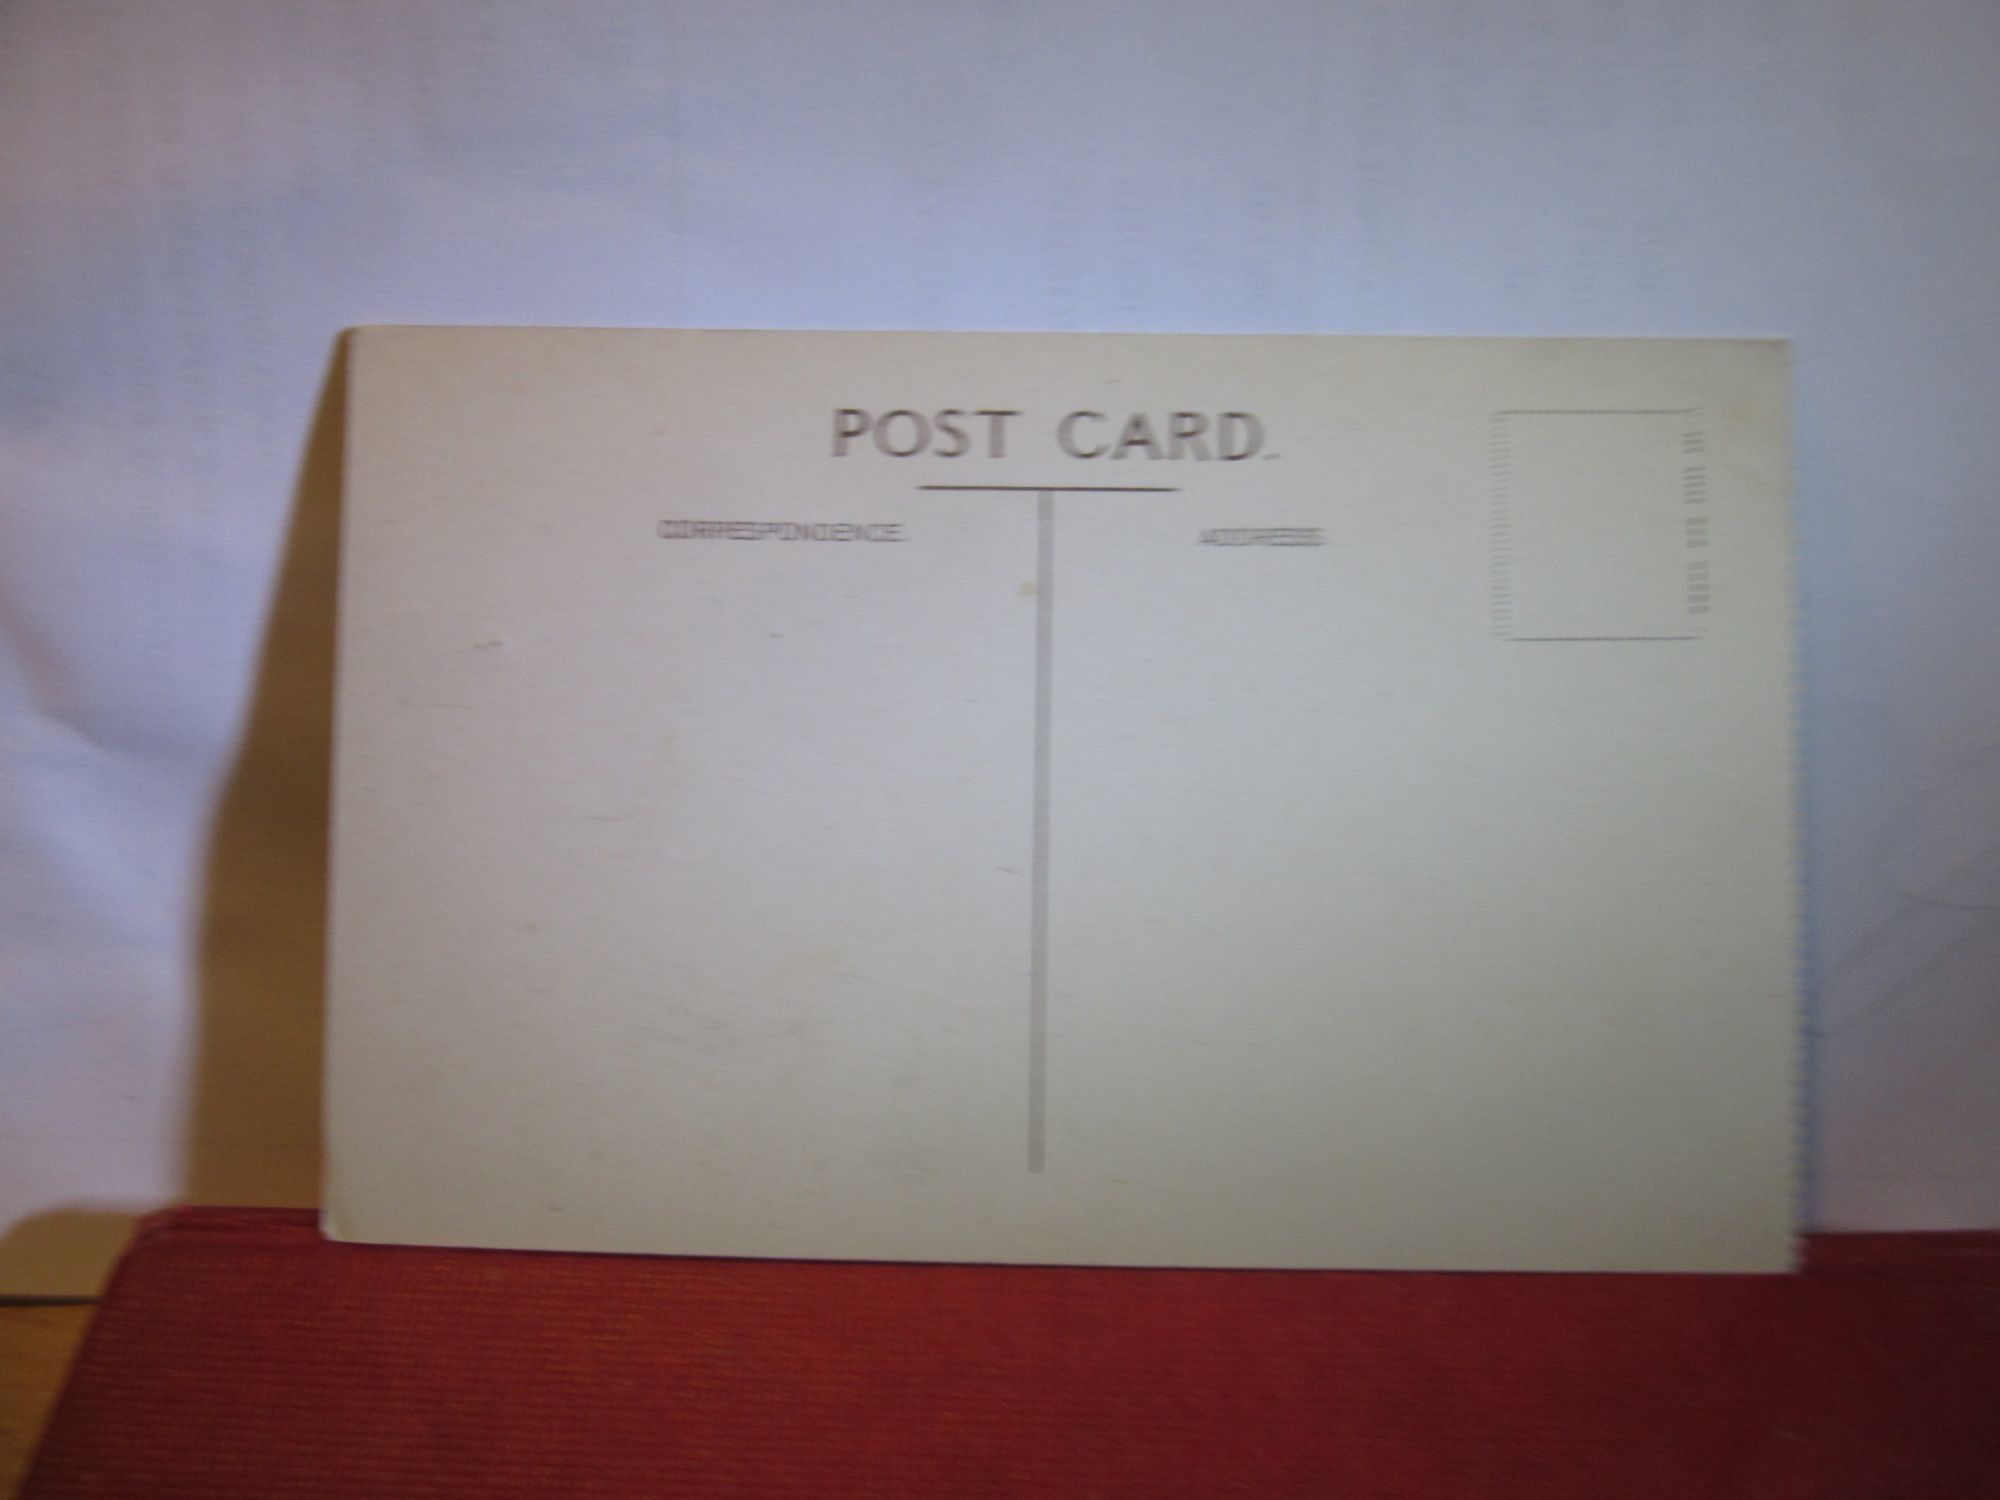 POST CARD.
CORRESPONDENCE
ADDRESS